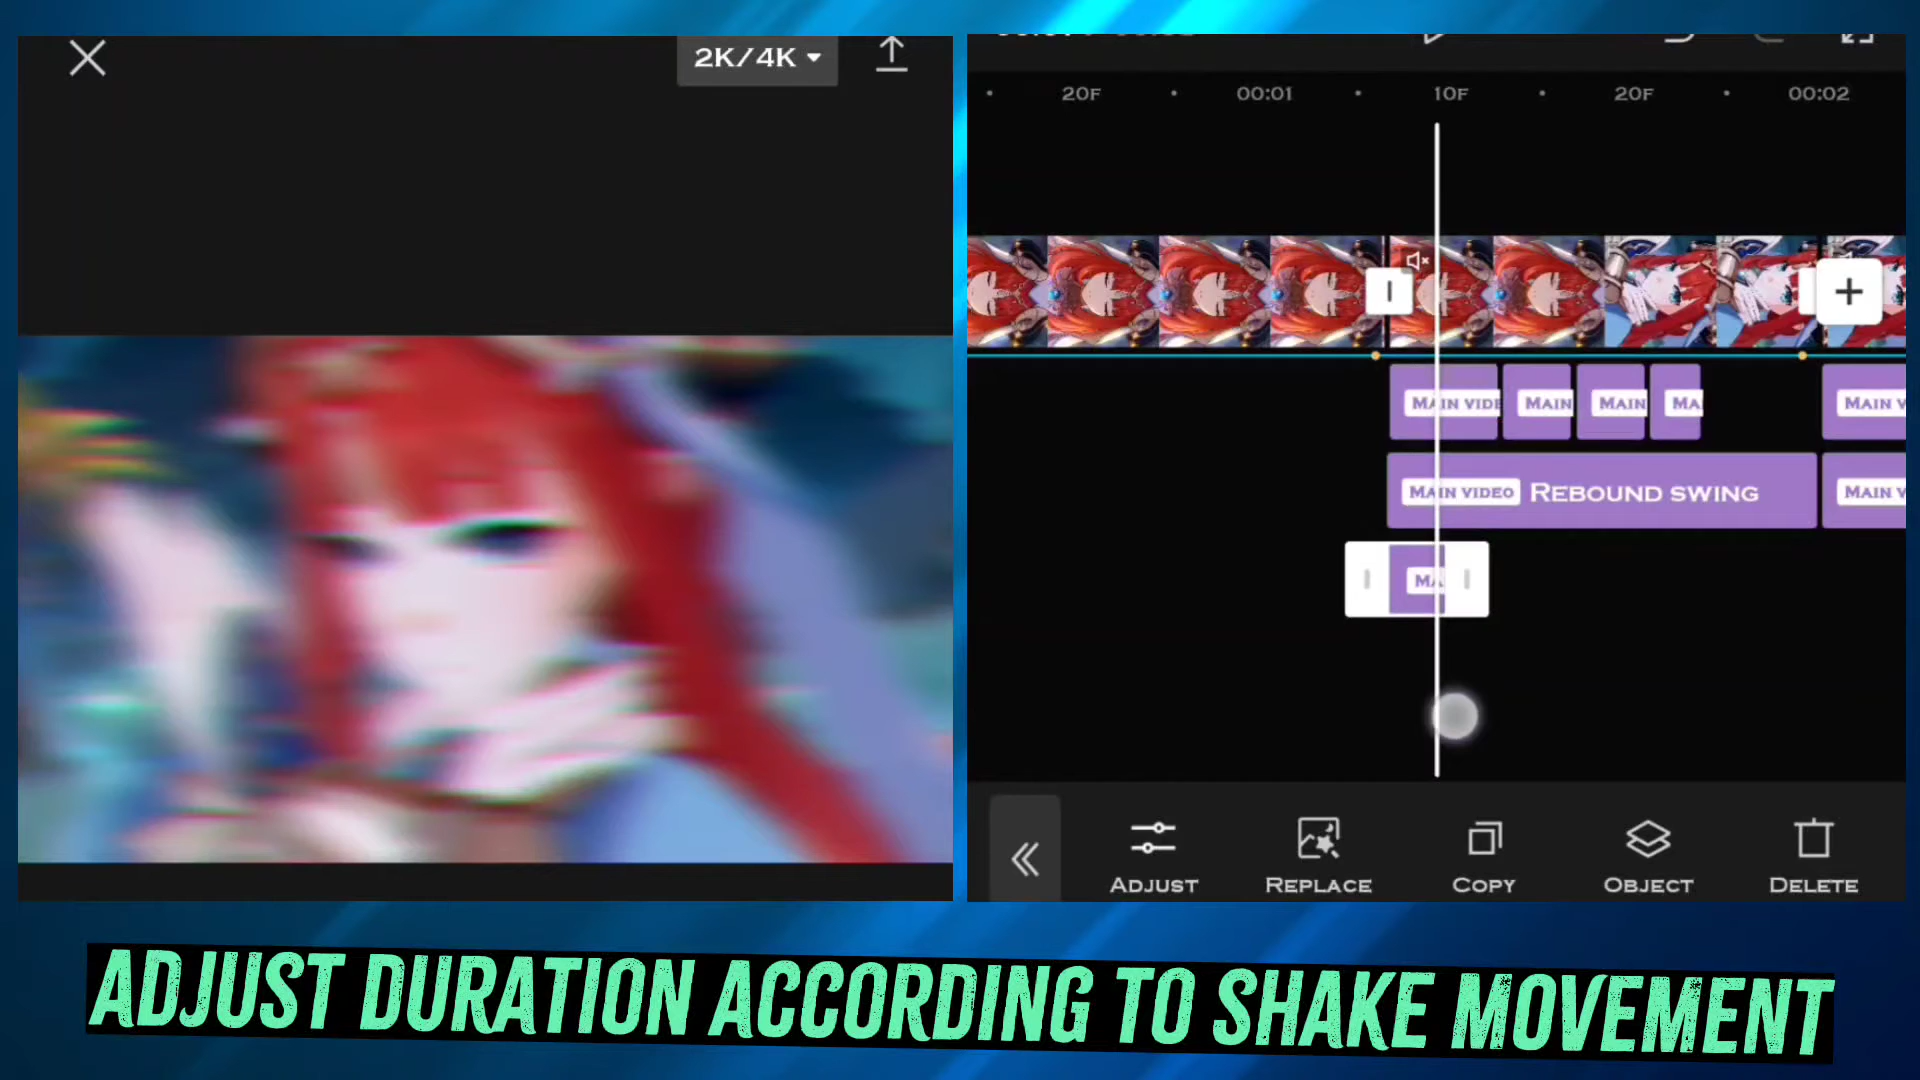 2K/4K
20F
00:01
10F
20F
00:02
MAIN VIDE
MAIN
MAIN
MA
MAIN V
MAIN VIDEO
REBOUND SWING
MAIN V
MA
ADJUST
REPLACE
COPY
OBJECT
DELETE
ADJUST DURATION ACCORDING TO SHAKE MOVEMENT